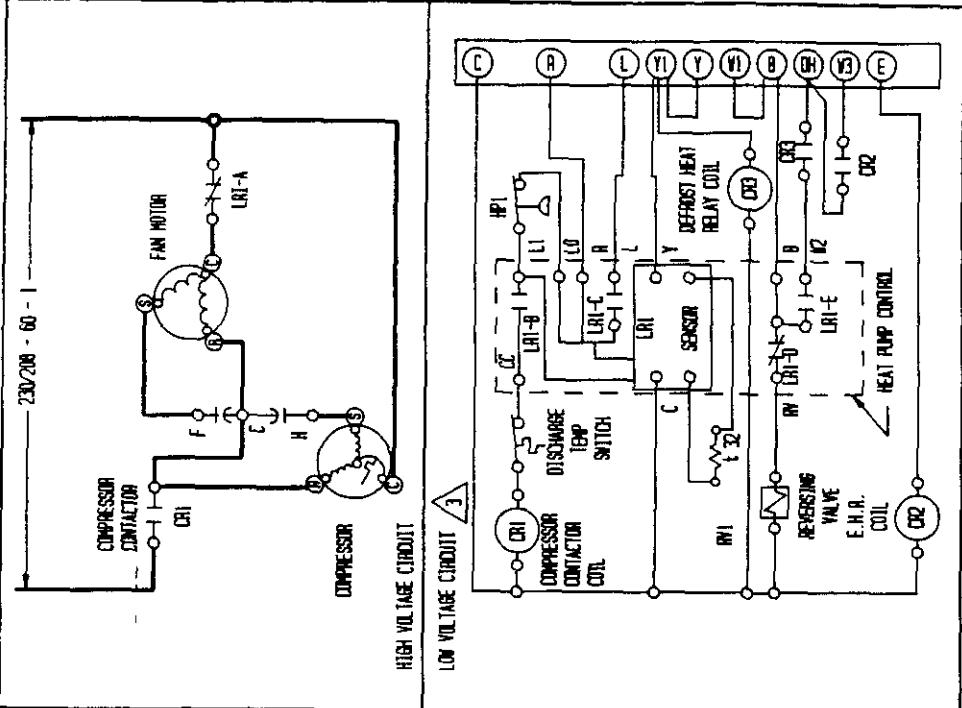 230/208 - 60 - 1
COMPRESSOR
CONTACTOR
CR1
FAN MOTOR
LR1-A
S
C
R
F
C
H
S
R
C
COMPRESSOR
HIGH VOLTAGE CIRCUIT
LOW VOLTAGE CIRCUIT
3
C
R
L
Y1
Y
W1
B
OH
W3
E
HP1
L1
LO
R
L
Y
DEFROST HEAT
RELAY COIL
CR3
CR3
CR2
B
W2
CC
LR1-B
LR1-C
LR1
SENSOR
LR1-D
LR1-E
HEAT PUMP CONTROL
C
RV
DISCHARGE
TEMP
SWITCH
t 32
RV1
CR1
COMPRESSOR
CONTACTOR
COIL
REVERSING
VALVE
E.H.R.
COIL
CR2